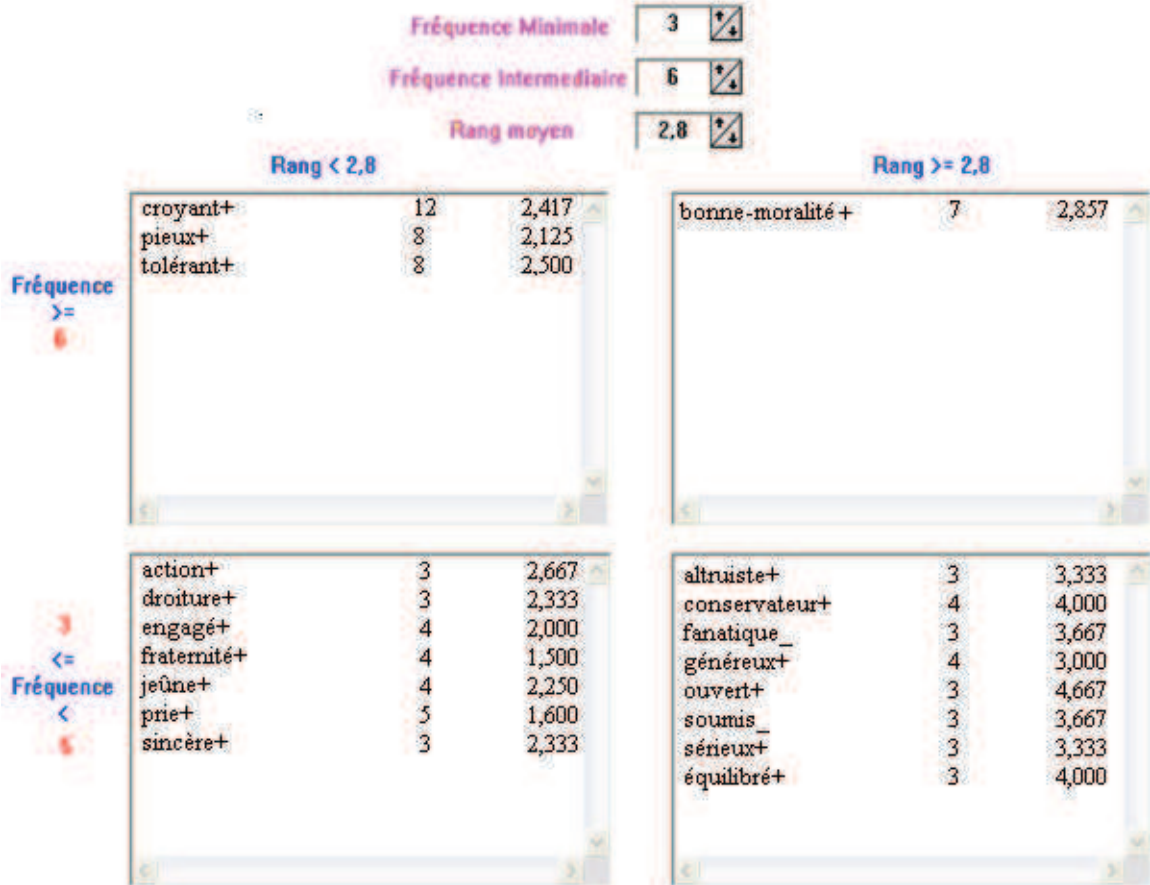 Fréquence Minimale 3
Fréquence Intermediaire 6
Rang moyen 2,8
Rang < 2,8
Rang >= 2,8
Fréquence
>=
6
croyant+ 12 2,417
pieux+ 8 2,125
tolérant+ 8 2,500
bonne-moralité+ 7 2,857
3
<=
Fréquence
<
6
action+ 3 2,667
droiture+ 3 2,333
engagé+ 4 2,000
fraternité+ 4 1,500
jeûne+ 4 2,250
prie+ 5 1,600
sincère+ 3 2,333
altruiste+ 3 3,333
conservateur+ 4 4,000
fanatique_ 3 3,667
généreux+ 4 3,000
ouvert+ 3 4,667
soumis_ 3 3,667
sérieux+ 3 3,333
équilibré+ 3 4,000